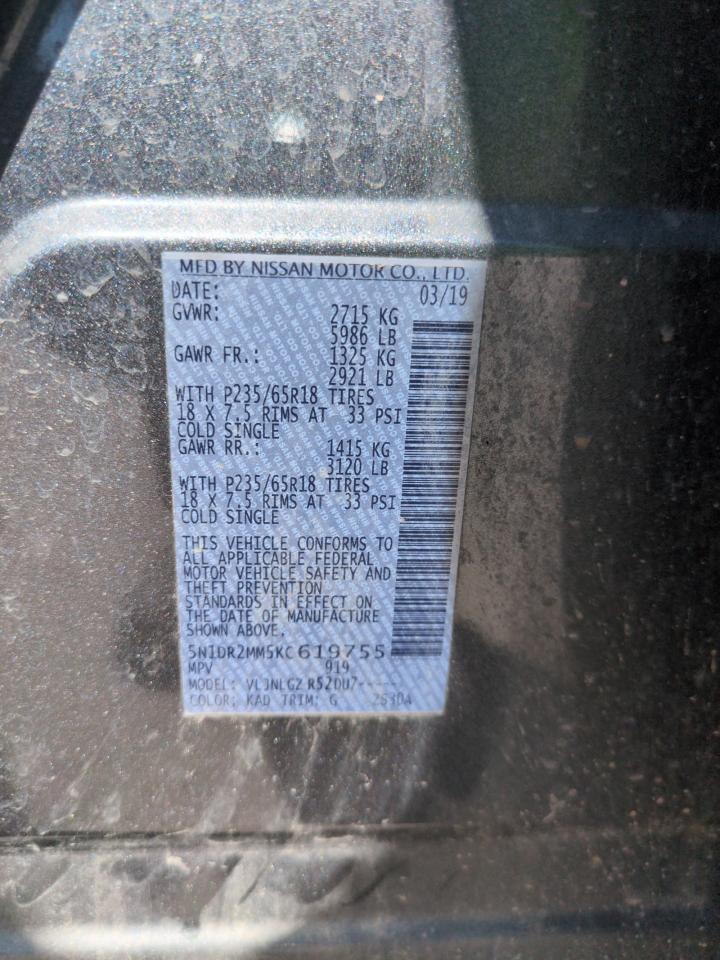 MFD BY NISSAN MOTOR CO., LTD.
DATE: 03/19
GVWR: 2715 KG
5986 LB
GAWR FR.: 1325 KG
2921 LB
WITH P235/65R18 TIRES
18 X 7.5 RIMS AT 33 PSI
COLD SINGLE
GAWR RR.: 1415 KG
3120 LB
WITH P235/65R18 TIRES
18 X 7.5 RIMS AT 33 PSI
COLD SINGLE
THIS VEHICLE CONFORMS TO
ALL APPLICABLE FEDERAL
MOTOR VEHICLE SAFETY AND
THEFT PREVENTION
STANDARDS IN EFFECT ON
THE DATE OF MANUFACTURE
SHOWN ABOVE.
5N1DR2MM5KC619755
MPV 919
MODEL: R52DU7-----
COLOR: KAD TRIM: G